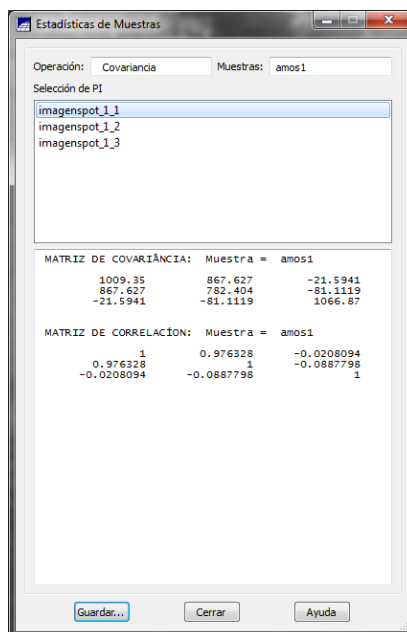 Estadísticas de Muestras
Operación: Covariancia Muestras: amos1
Selección de PI
imagenspot_1_1
imagenspot_1_2
imagenspot_1_3
MATRIZ DE COVARIÂNCIA: Muestra = amos1
1009.35 867.627 -21.5941
867.627 782.404 -81.1119
-21.5941 -81.1119 1066.87
MATRIZ DE CORRELACÍON: Muestra = amos1
1 0.976328 -0.0208094
0.976328 1 -0.0887798
-0.0208094 -0.0887798 1
Guardar... Cerrar Ayuda